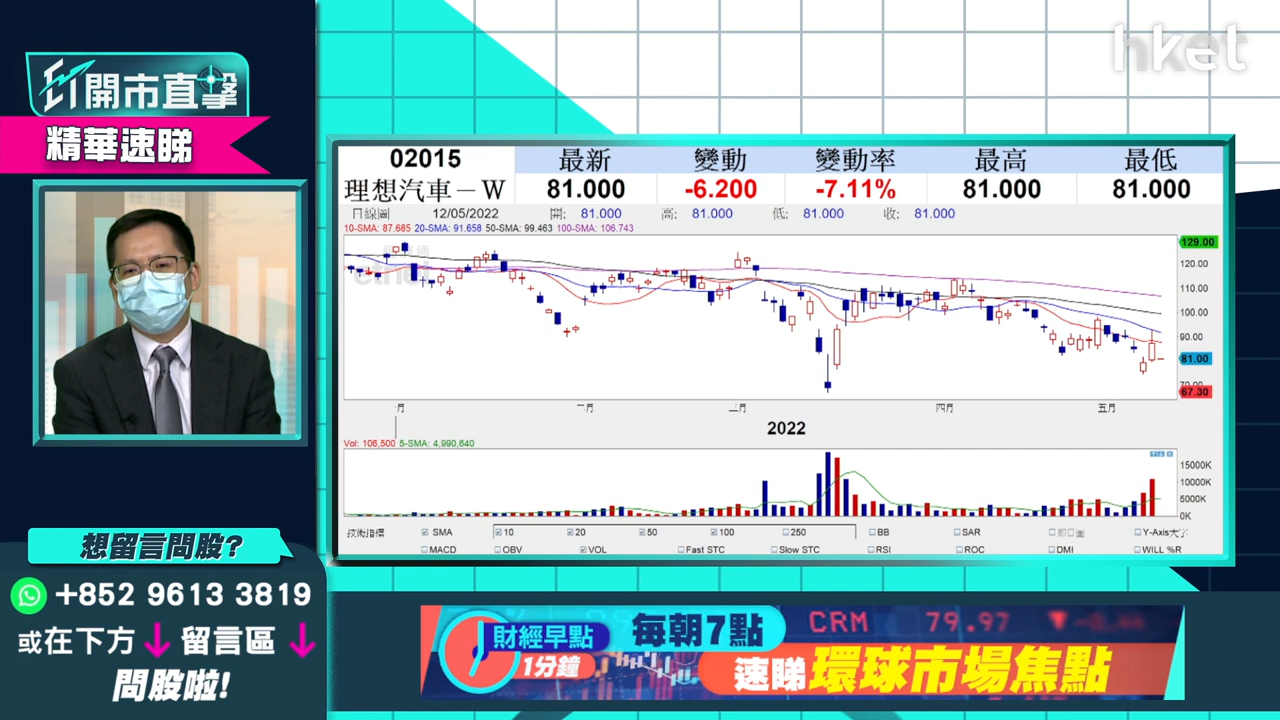 hket
ET開市直擊
精華速睇
02015
理想汽車－W
最新
變動
變動率
最高
最低
81.000
-6.200
-7.11%
81.000
81.000
日線圖
12/05/2022
開: 81.000
高: 81.000
低: 81.000
收: 81.000
10-SMA: 87.685 20-SMA: 91.658 50-SMA: 99.463 100-SMA: 106.743
129.00
120.00
110.00
100.00
90.00
81.00
70.00
67.30
二月
三月
四月
五月
2022
Vol: 106,500 5-SMA: 4,990,640
15000K
10000K
5000K
0K
技術指標
SMA
10
20
50
100
250
BB
SAR
Y-Axis大
MACD
OBV
VOL
Fast STC
Slow STC
RSI
ROC
DMI
WILL %R
想留言問股?
+852 9613 3819
或在下方↓留言區↓
問股啦!
財經早點
1分鐘
每朝7點
速睇環球市場焦點
CRM 79.97